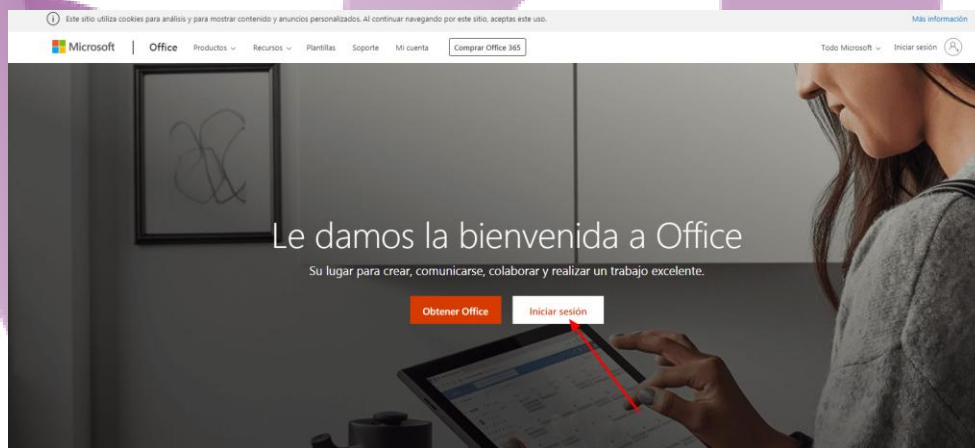 Este sitio utiliza cookies para análisis y para mostrar contenido y anuncios personalizados. Al continuar navegando por este sitio, aceptas este uso. Más información
Microsoft Office Productos Recursos Plantillas Soporte Mi cuenta Comprar Office 365 Todo Microsoft Iniciar sesión
Le damos la bienvenida a Office
Su lugar para crear, comunicarse, colaborar y realizar un trabajo excelente.
Obtener Office Iniciar sesión